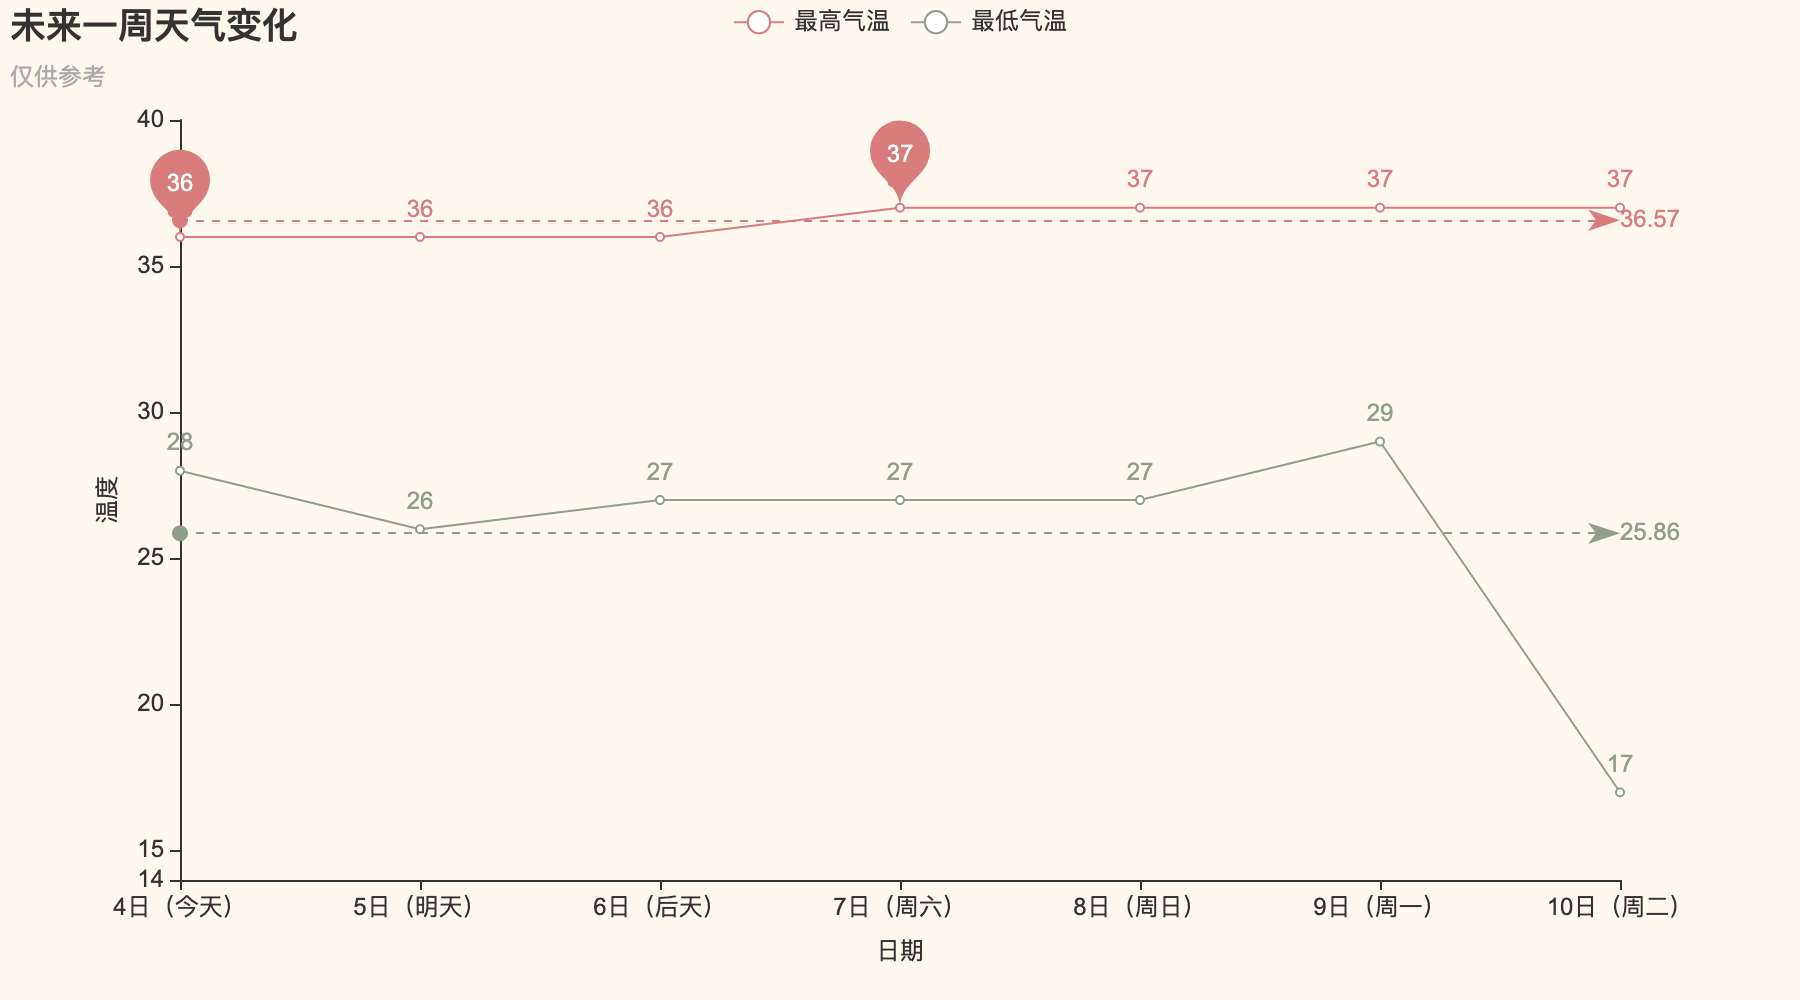 未来一周天气变化
仅供参考
最高气温 最低气温
40
35
30
25
20
15
14
温度
36
36
36
37
37
37
37
36.57
28
26
27
27
27
29
17
25.86
4日（今天）
5日（明天）
6日（后天）
7日（周六）
8日（周日）
9日（周一）
10日（周二）
日期